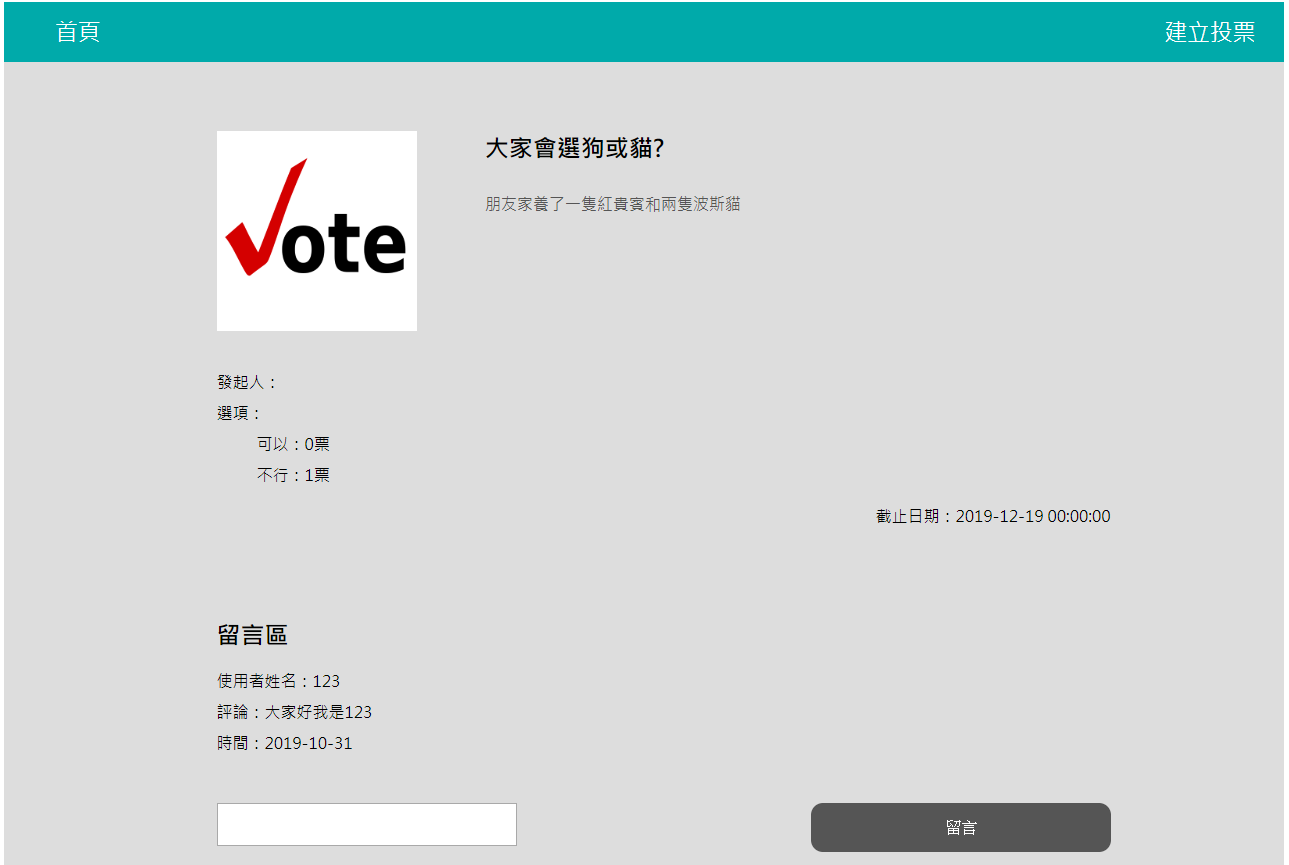 首頁
建立投票
Vote
大家會選狗或貓?
朋友家養了一隻紅貴賓和兩隻波斯貓
發起人：
選項：
可以：0票
不行：1票
截止日期：2019-12-19 00:00:00
留言區
使用者姓名：123
評論：大家好我是123
時間：2019-10-31
留言